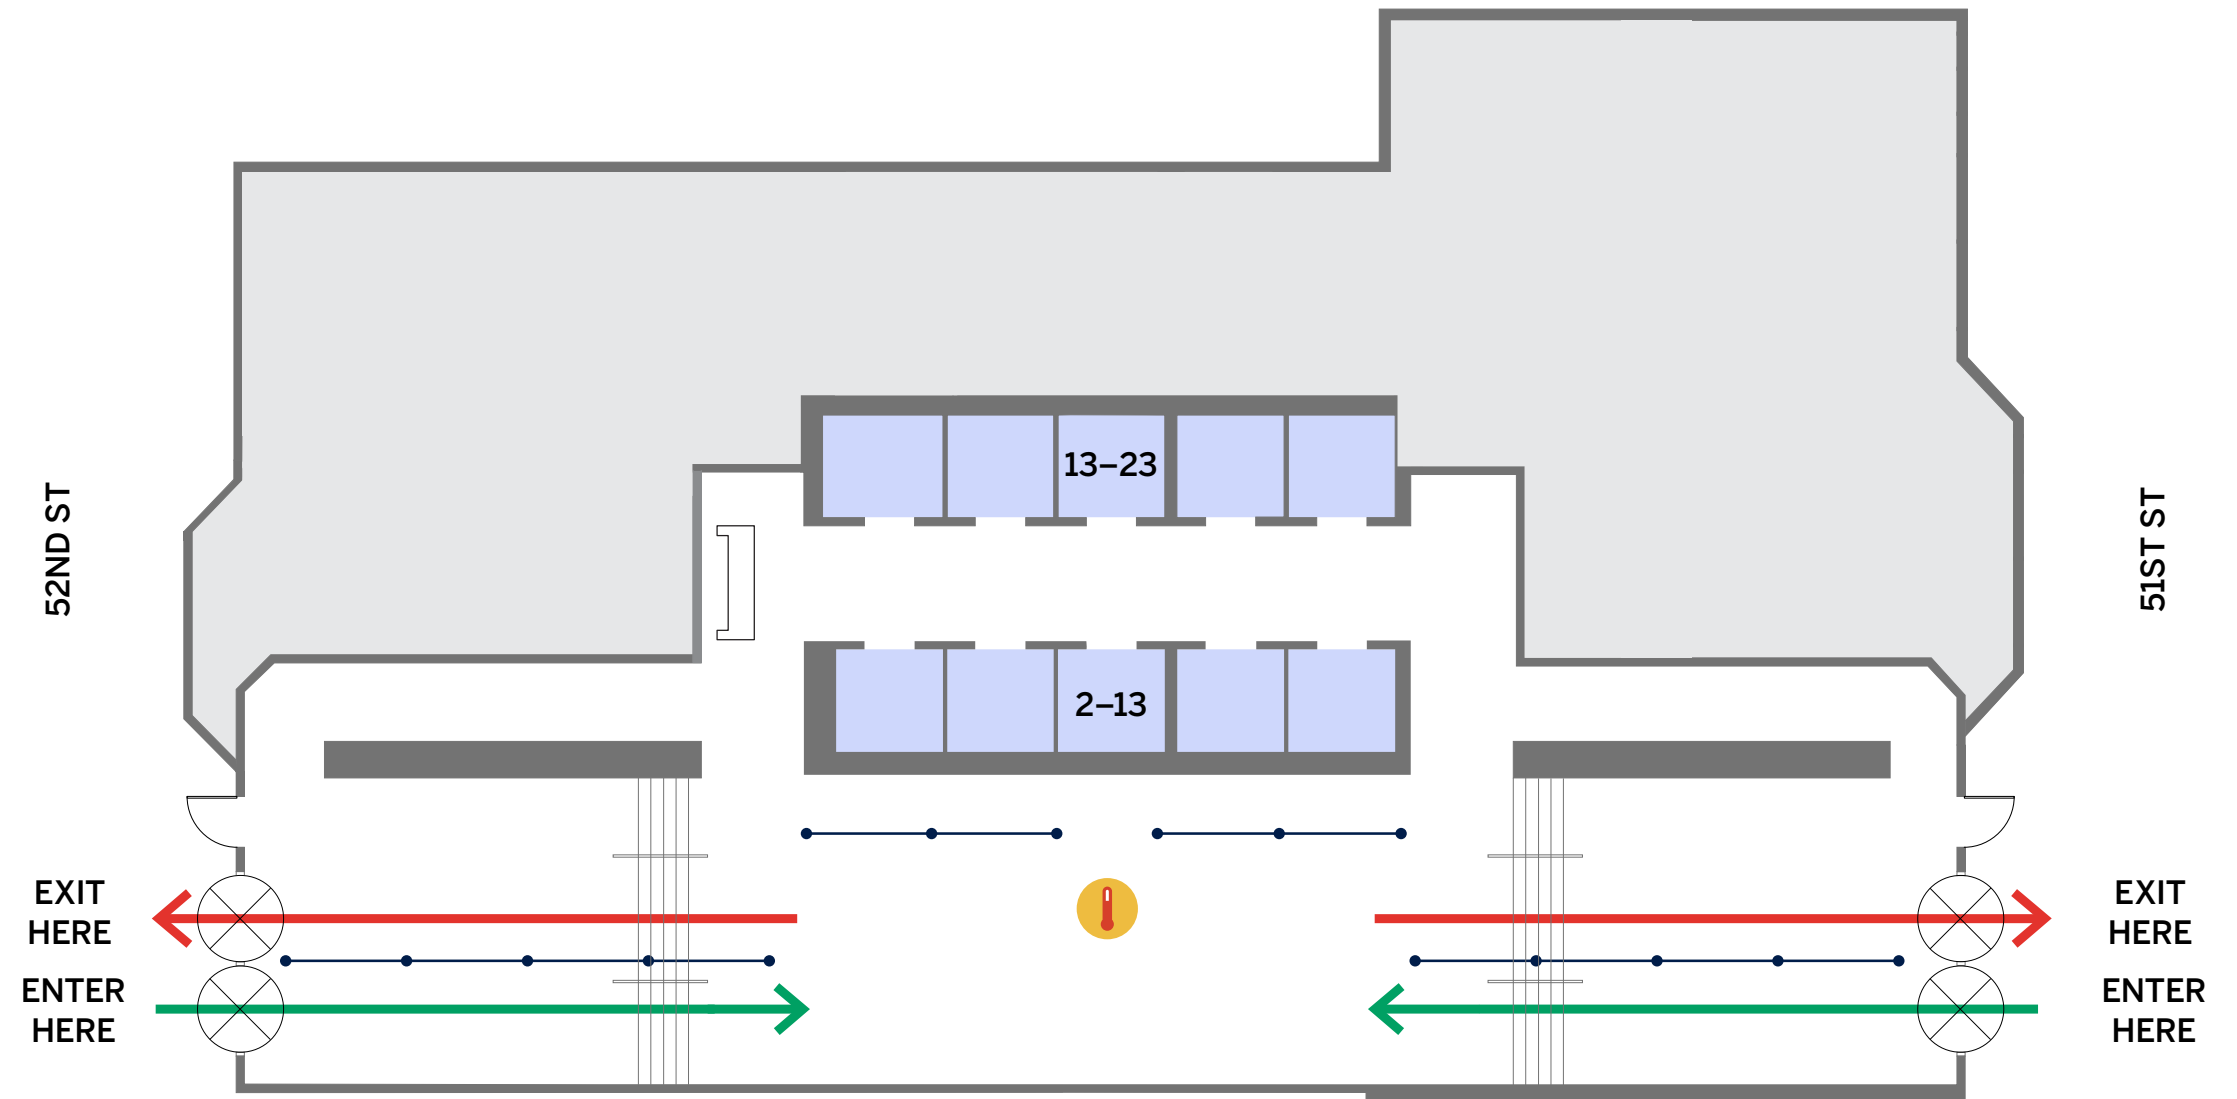 13–23
52ND ST
51ST ST
2–13
EXIT
HERE
EXIT
HERE
ENTER
HERE
ENTER
HERE